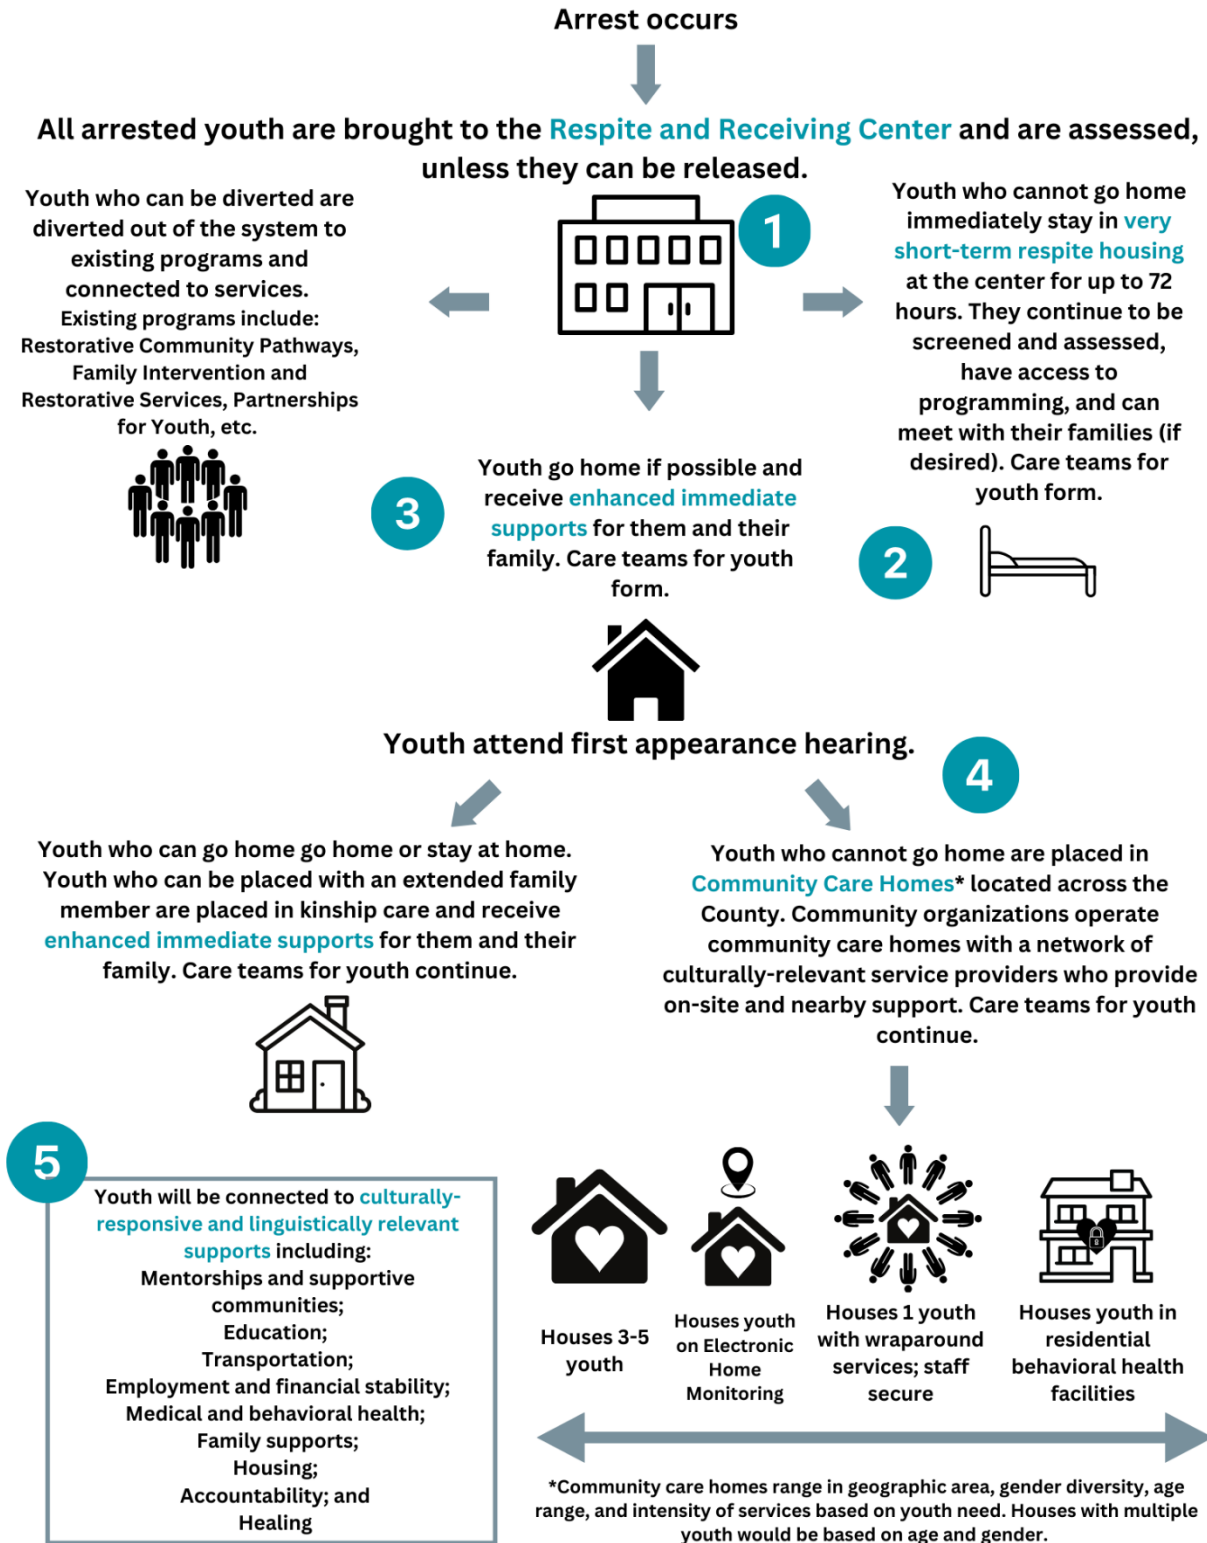 Arrest occurs
All arrested youth are brought to the Respite and Receiving Center and are assessed,
unless they can be released.
1
Youth who can be diverted are
diverted out of the system to
existing programs and
connected to services.
Existing programs include:
Restorative Community Pathways,
Family Intervention and
Restorative Services, Partnerships
for Youth, etc.
Youth who cannot go home
immediately stay in very
short-term respite housing
at the center for up to 72
hours. They continue to be
screened and assessed,
have access to
programming, and can
meet with their families (if
desired). Care teams for
youth form.
2
3
Youth go home if possible and
receive enhanced immediate
supports for them and their
family. Care teams for youth
form.
Youth attend first appearance hearing.
4
Youth who can go home go home or stay at home.
Youth who can be placed with an extended family
member are placed in kinship care and receive
enhanced immediate supports for them and their
family. Care teams for youth continue.
Youth who cannot go home are placed in
Community Care Homes* located across the
County. Community organizations operate
community care homes with a network of
culturally-relevant service providers who provide
on-site and nearby support. Care teams for youth
continue.
5
Youth will be connected to culturally-
responsive and linguistically relevant
supports including:
Mentorships and supportive
communities;
Education;
Transportation;
Employment and financial stability;
Medical and behavioral health;
Family supports;
Housing;
Accountability; and
Healing
Houses 3-5
youth
Houses youth
on Electronic
Home
Monitoring
Houses 1 youth
with wraparound
services; staff
secure
Houses youth in
residential
behavioral health
facilities
*Community care homes range in geographic area, gender diversity, age
range, and intensity of services based on youth need. Houses with multiple
youth would be based on age and gender.